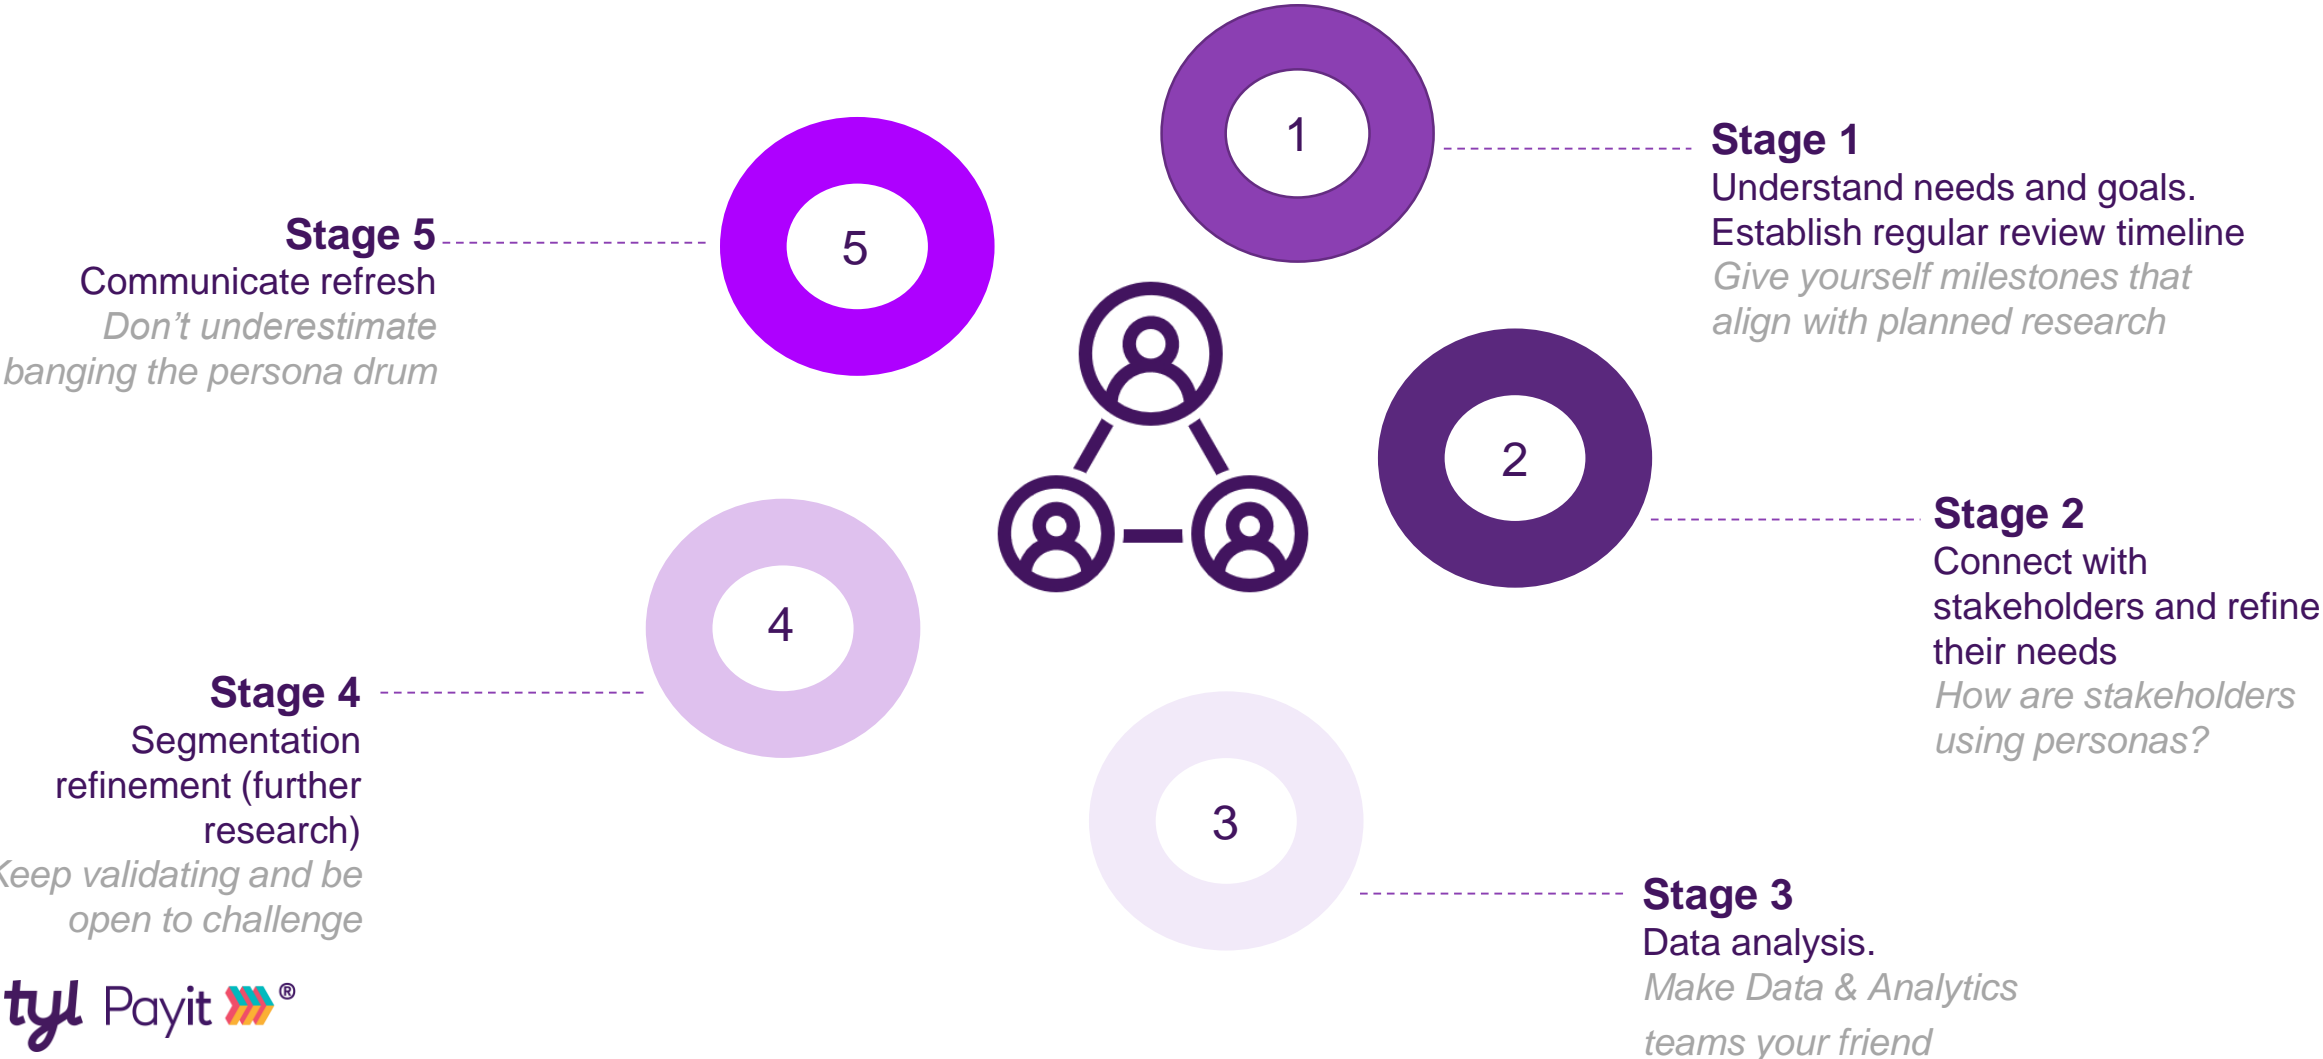 1
Stage 1
Understand needs and goals.
Establish regular review timeline
Give yourself milestones that
align with planned research
2
Stage 2
Connect with
stakeholders and refine
their needs
How are stakeholders
using personas?
3
Stage 3
Data analysis.
Make Data & Analytics
teams your friend
4
Stage 4
Segmentation
refinement (further
research)
Keep validating and be
open to challenge
5
Stage 5
Communicate refresh
Don’t underestimate
banging the persona drum
tyl Payit ®